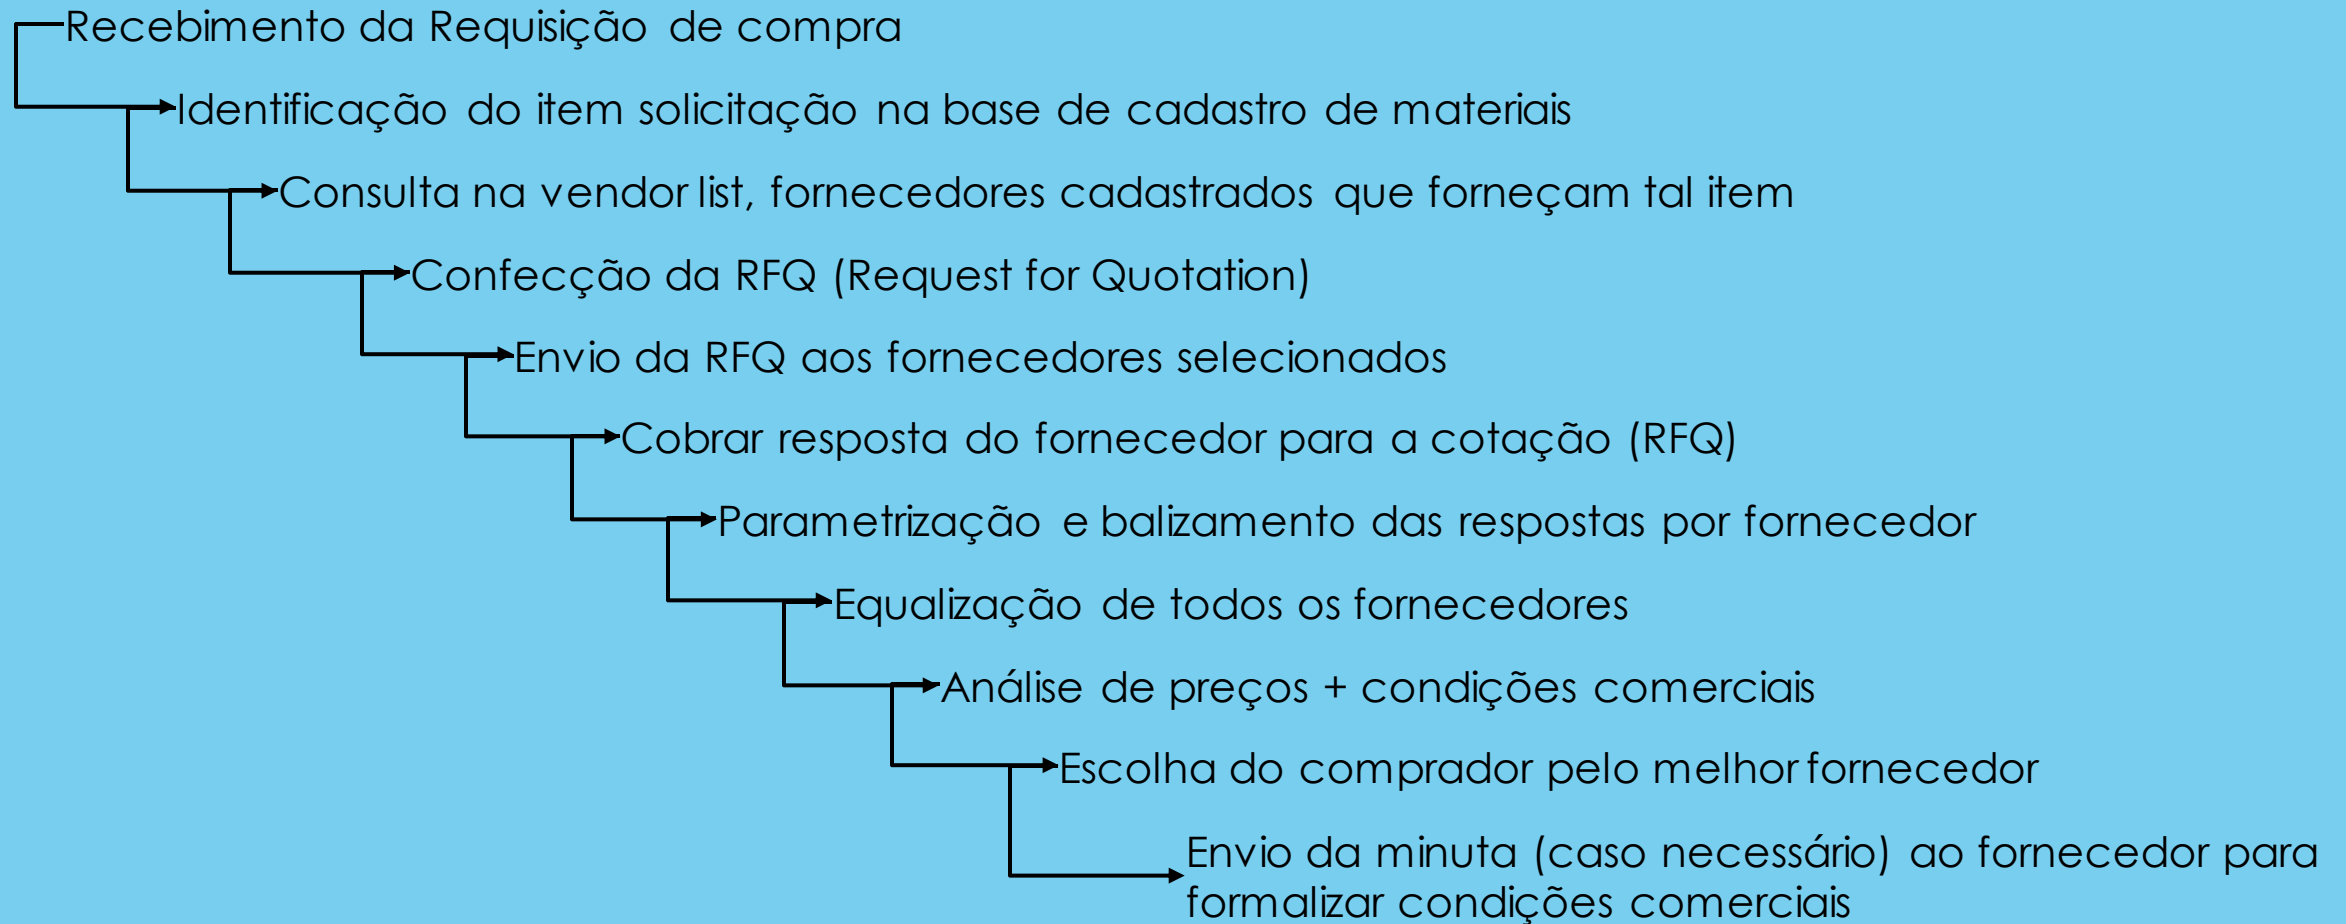 Recebimento da Requisição de compra
Identificação do item solicitação na base de cadastro de materiais
Consulta na vendor list, fornecedores cadastrados que forneçam tal item
Confecção da RFQ (Request for Quotation)
Envio da RFQ aos fornecedores selecionados
Cobrar resposta do fornecedor para a cotação (RFQ)
Parametrização e balizamento das respostas por fornecedor
Equalização de todos os fornecedores
Análise de preços + condições comerciais
Escolha do comprador pelo melhor fornecedor
Envio da minuta (caso necessário) ao fornecedor para
formalizar condições comerciais